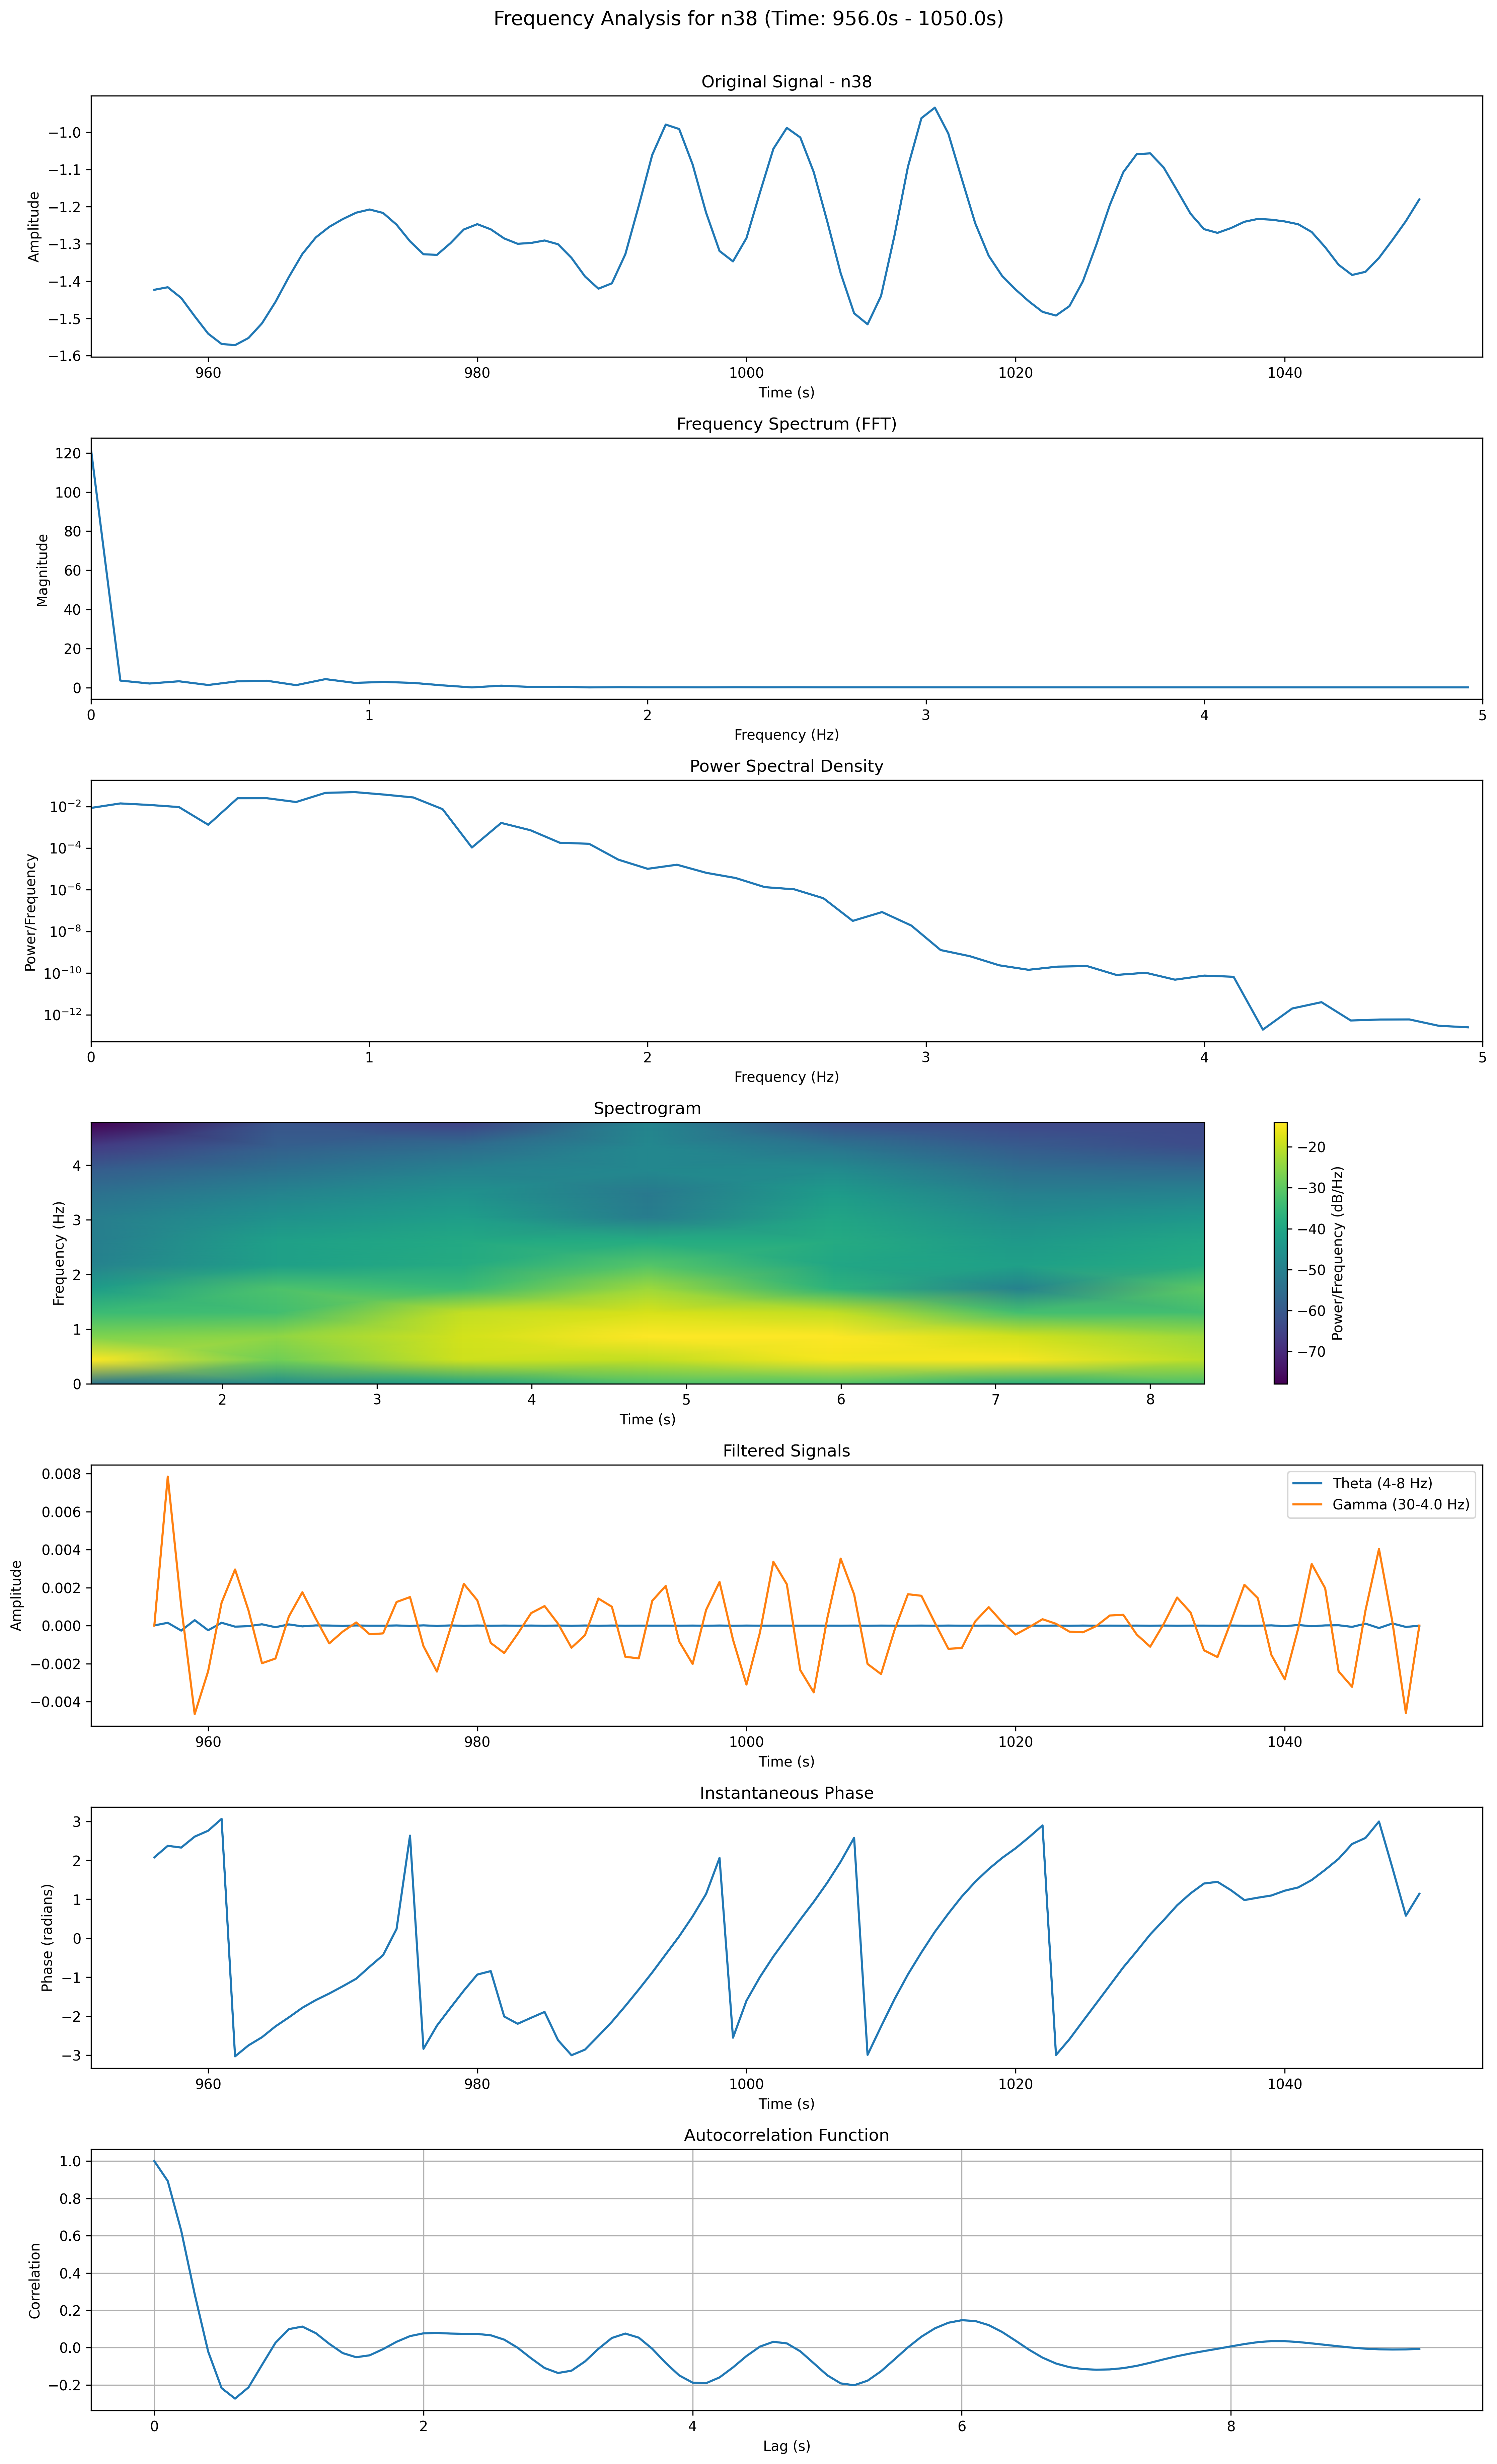 Frequency Analysis for n38 (Time: 956.0s - 1050.0s)
Original Signal - n38
Amplitude
−1.0
−1.1
−1.2
−1.3
−1.4
−1.5
−1.6
960 980 1000 1020 1040
Time (s)
Frequency Spectrum (FFT)
Magnitude
120
100
80
60
40
20
0
0 1 2 3 4 5
Frequency (Hz)
Power Spectral Density
Power/Frequency
10⁻²
10⁻⁴
10⁻⁶
10⁻⁸
10⁻¹⁰
10⁻¹²
0 1 2 3 4 5
Frequency (Hz)
Spectrogram
Frequency (Hz)
4
3
2
1
0
2 3 4 5 6 7 8
Time (s)
−20
−30
−40
−50
−60
−70
Power/Frequency (dB/Hz)
Filtered Signals
Amplitude
0.008
0.006
0.004
0.002
0.000
−0.002
−0.004
Theta (4-8 Hz)
Gamma (30-4.0 Hz)
960 980 1000 1020 1040
Time (s)
Instantaneous Phase
Phase (radians)
3
2
1
0
−1
−2
−3
960 980 1000 1020 1040
Time (s)
Autocorrelation Function
Correlation
1.0
0.8
0.6
0.4
0.2
0.0
−0.2
0 2 4 6 8
Lag (s)